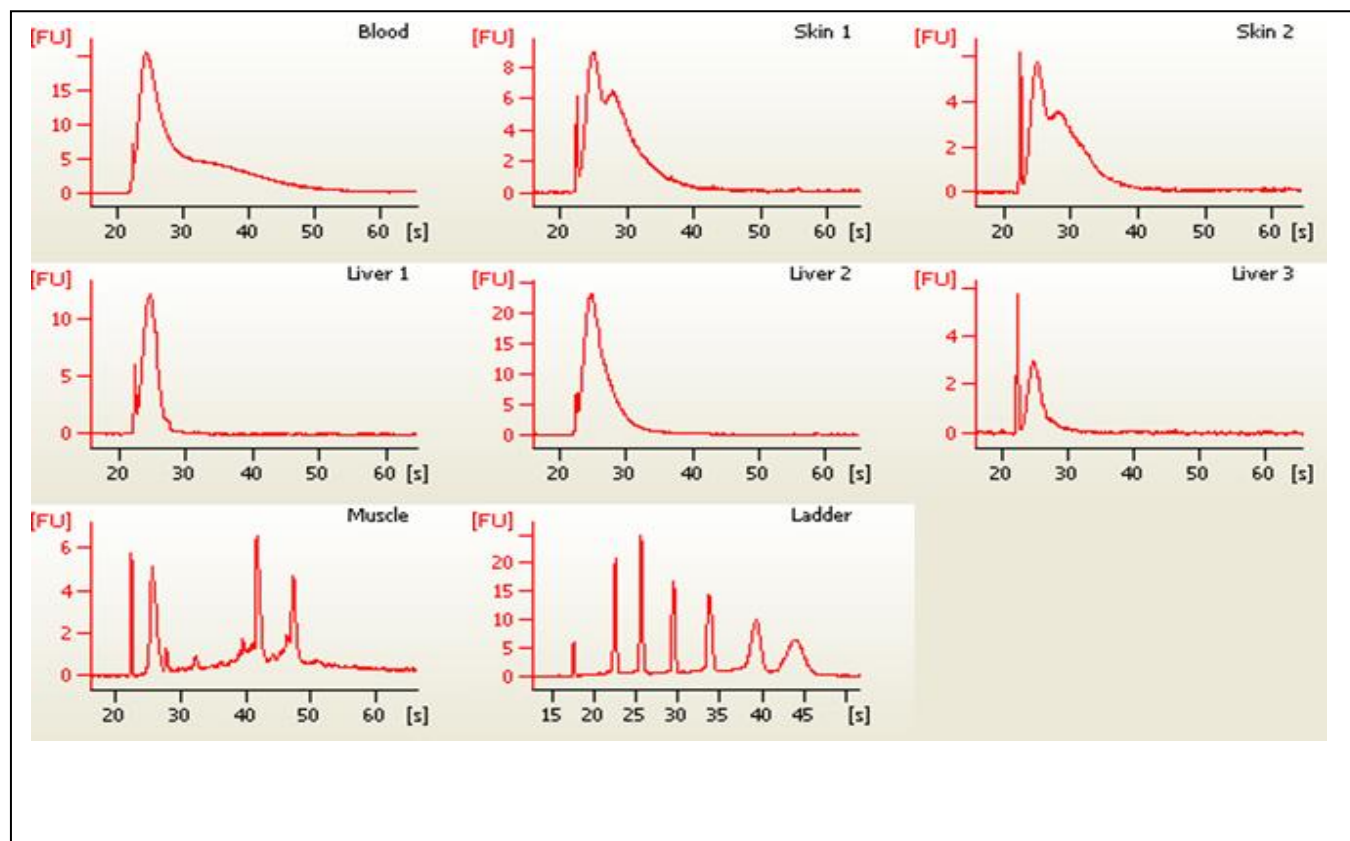 [FU] Blood
15
10
5
0
20 30 40 50 60 [s]
[FU] Skin 1
8
6
4
2
0
20 30 40 50 60 [s]
[FU] Skin 2
4
2
0
20 30 40 50 60 [s]
[FU] Liver 1
10
5
0
20 30 40 50 60 [s]
[FU] Liver 2
20
15
10
5
0
20 30 40 50 60 [s]
[FU] Liver 3
4
2
0
20 30 40 50 60 [s]
[FU] Muscle
6
4
2
0
20 30 40 50 60 [s]
[FU] Ladder
20
15
10
5
0
15 20 25 30 35 40 45 [s]